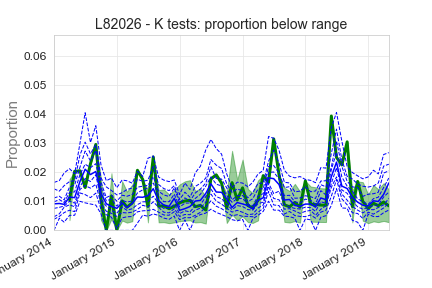 L82026 - K tests: proportion below range
Proportion
0.06
0.05
0.04
0.03
0.02
0.01
0.00
nuary 2014
January 2015
January 2016
January 2017
January 2018
January 2019